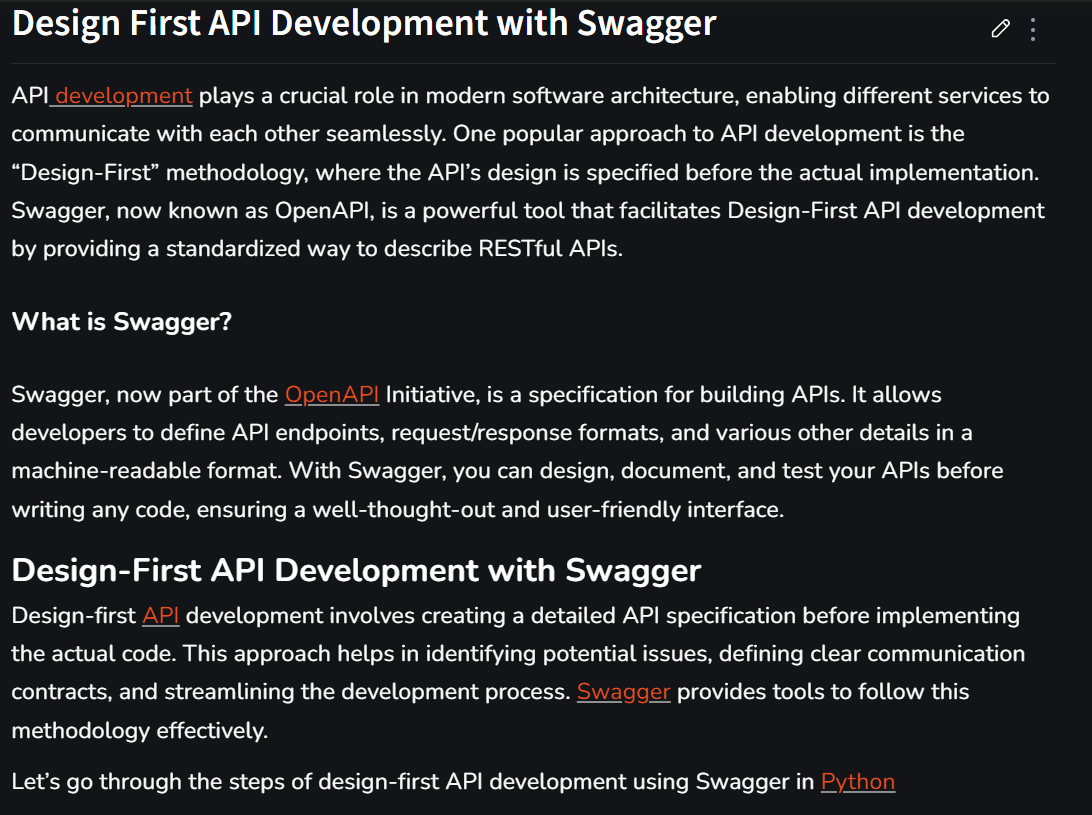 Design First API Development with Swagger
API development plays a crucial role in modern software architecture, enabling different services to
communicate with each other seamlessly. One popular approach to API development is the
“Design-First” methodology, where the API’s design is specified before the actual implementation.
Swagger, now known as OpenAPI, is a powerful tool that facilitates Design-First API development
by providing a standardized way to describe RESTful APIs.
What is Swagger?
Swagger, now part of the OpenAPI Initiative, is a specification for building APIs. It allows
developers to define API endpoints, request/response formats, and various other details in a
machine-readable format. With Swagger, you can design, document, and test your APIs before
writing any code, ensuring a well-thought-out and user-friendly interface.
Design-First API Development with Swagger
Design-first API development involves creating a detailed API specification before implementing
the actual code. This approach helps in identifying potential issues, defining clear communication
contracts, and streamlining the development process. Swagger provides tools to follow this
methodology effectively.
Let’s go through the steps of design-first API development using Swagger in Python